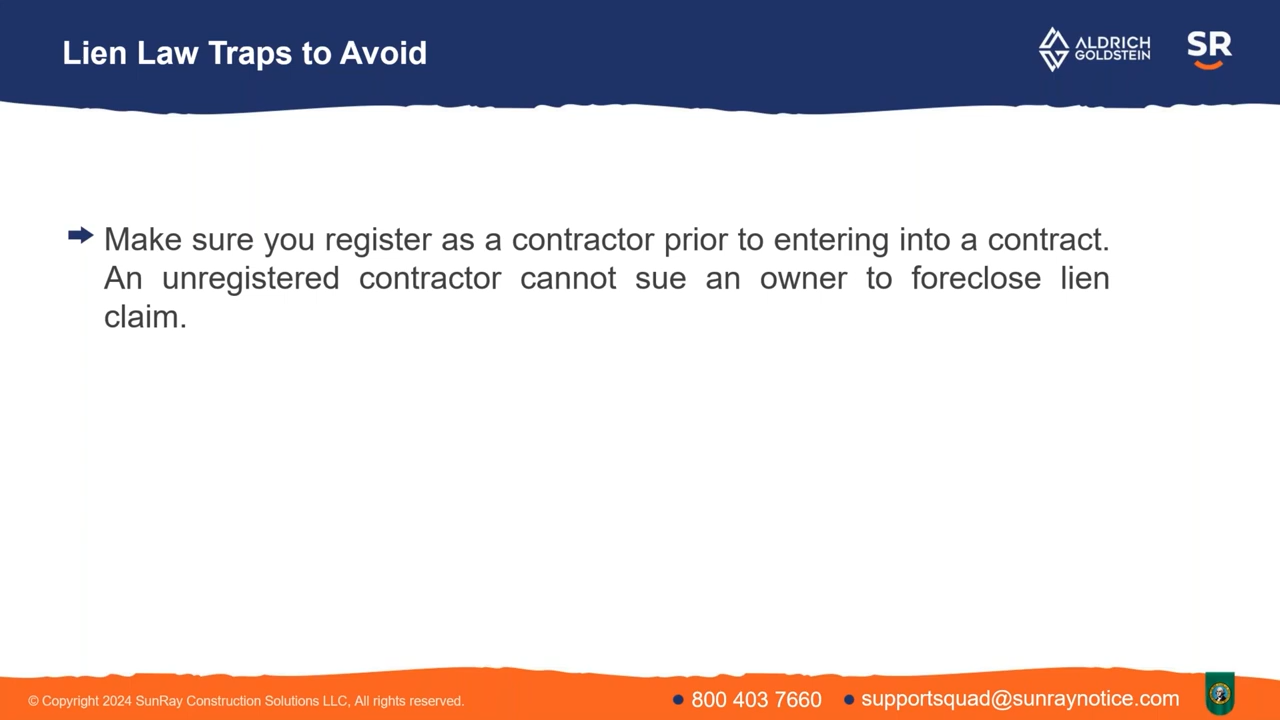 Lien Law Traps to Avoid
ALDRICH
GOLDSTEIN
SR
Make sure you register as a contractor prior to entering into a contract.
An unregistered contractor cannot sue an owner to foreclose lien
claim.
© Copyright 2024 SunRay Construction Solutions LLC, All rights reserved.
800 403 7660
supportsquad@sunraynotice.com